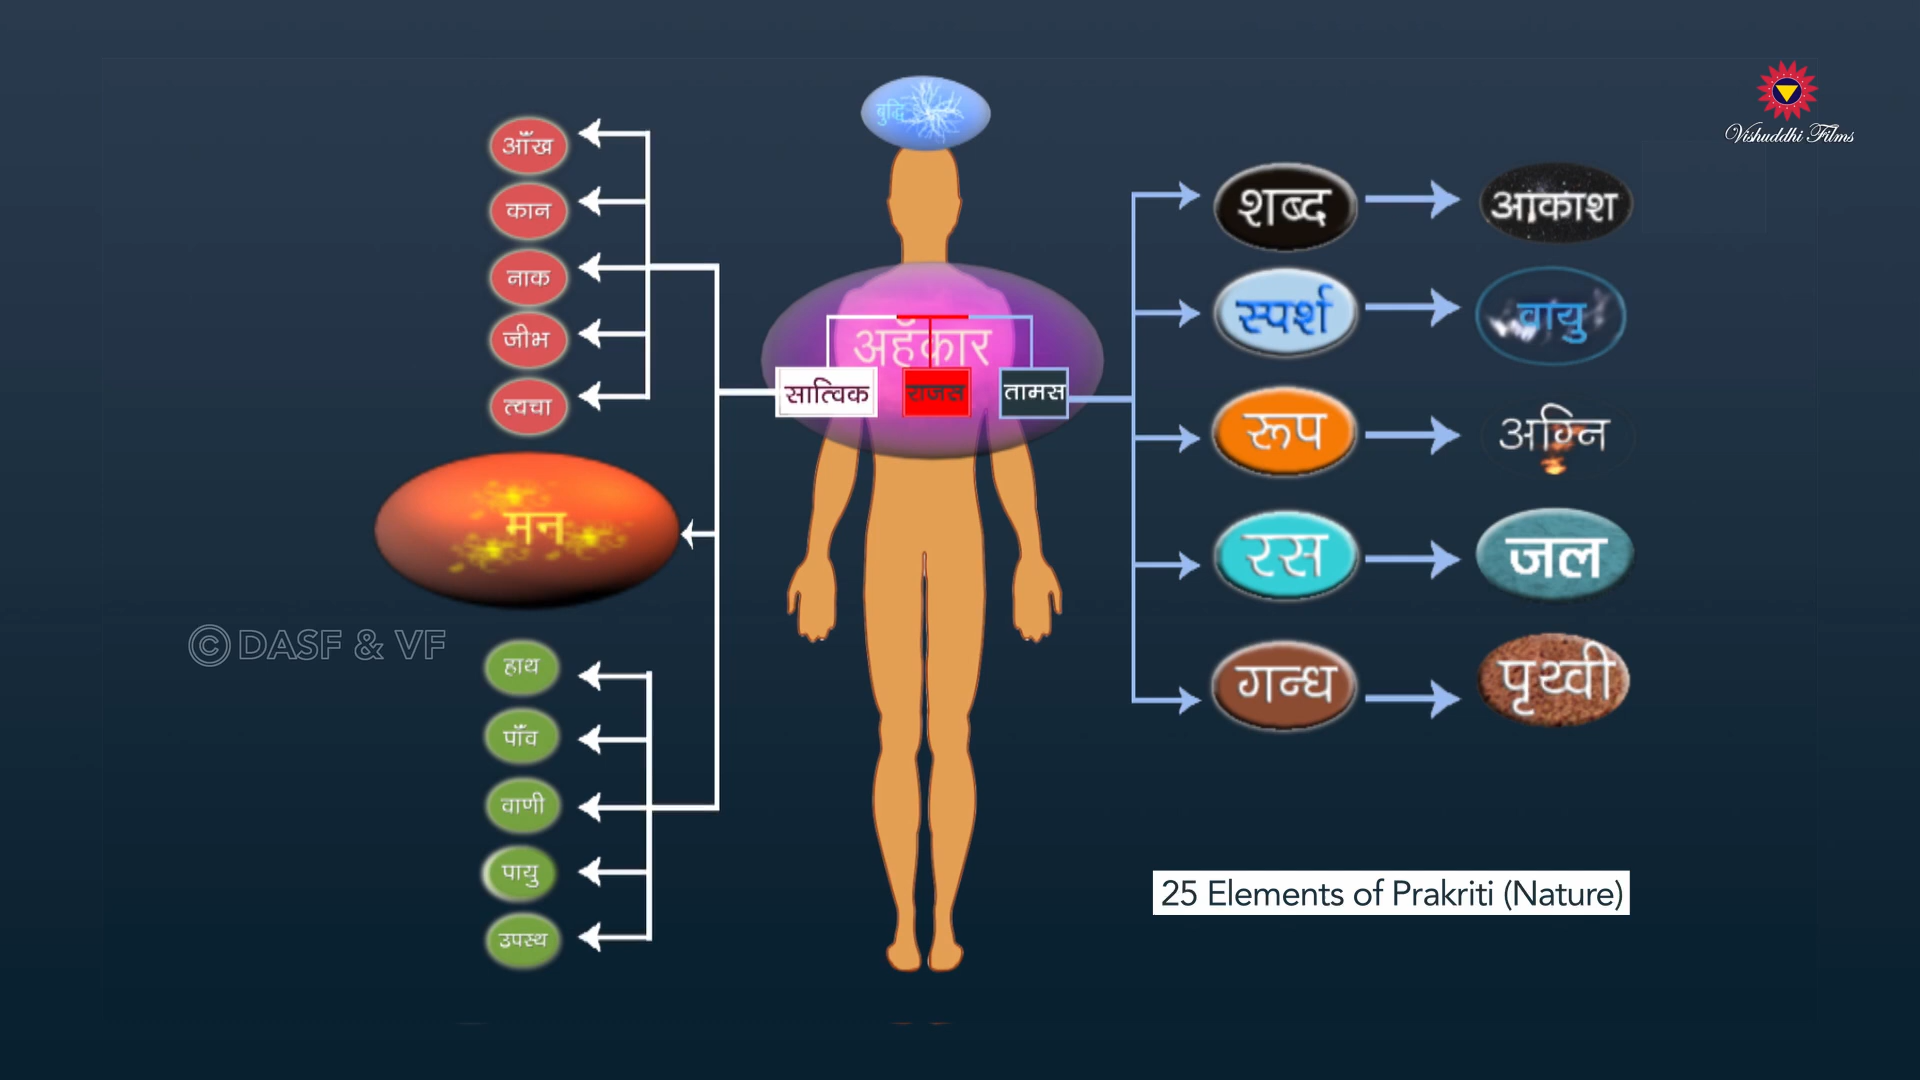 बुद्धि
Vishuddhi Films
आँख
कान
नाक
जीभ
त्वचा
मन
हाथ
पाँव
वाणी
पायु
उपस्थ
अहँकार
सात्विक
राजस
तामस
शब्द
आकाश
स्पर्श
वायु
रूप
अग्नि
रस
जल
गन्ध
पृथ्वी
© DASF & VF
25 Elements of Prakriti (Nature)